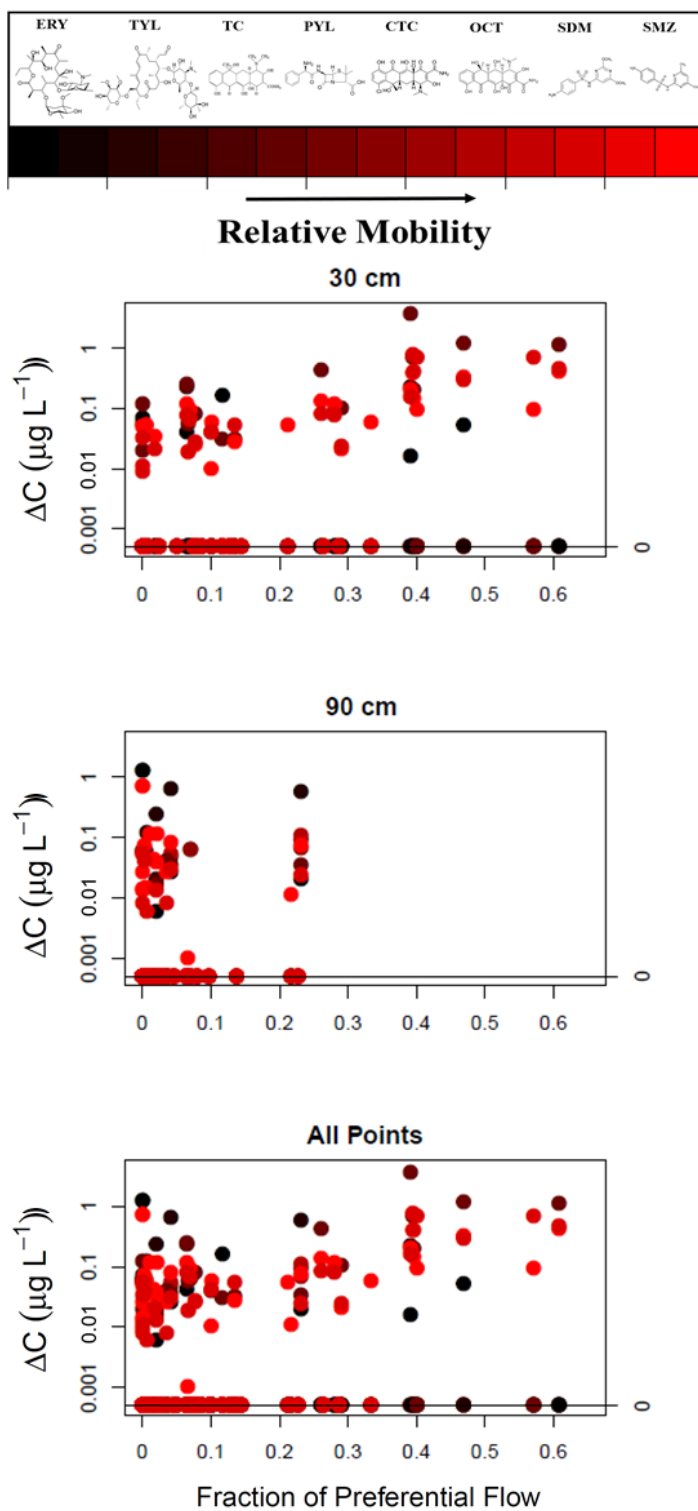 ERY TYL TC PYL CTC OCT SDM SMZ
Relative Mobility
30 cm
ΔC (µg L⁻¹))
1
0.1
0.01
0.001
0
0 0.1 0.2 0.3 0.4 0.5 0.6
90 cm
ΔC (µg L⁻¹))
1
0.1
0.01
0.001
0
0 0.1 0.2 0.3 0.4 0.5 0.6
All Points
ΔC (µg L⁻¹))
1
0.1
0.01
0.001
0
0 0.1 0.2 0.3 0.4 0.5 0.6
Fraction of Preferential Flow